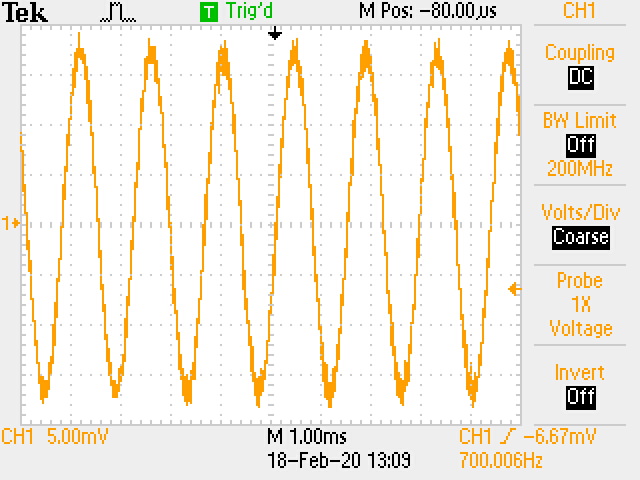 Tek T Trig'd M Pos: -80.00µs CH1
Coupling
DC
BW Limit
Off
200MHz
1
Volts/Div
Coarse
Probe
1X
Voltage
Invert
Off
CH1 5.00mV M 1.00ms CH1 -6.67mV
18-Feb-20 13:09 700.006Hz